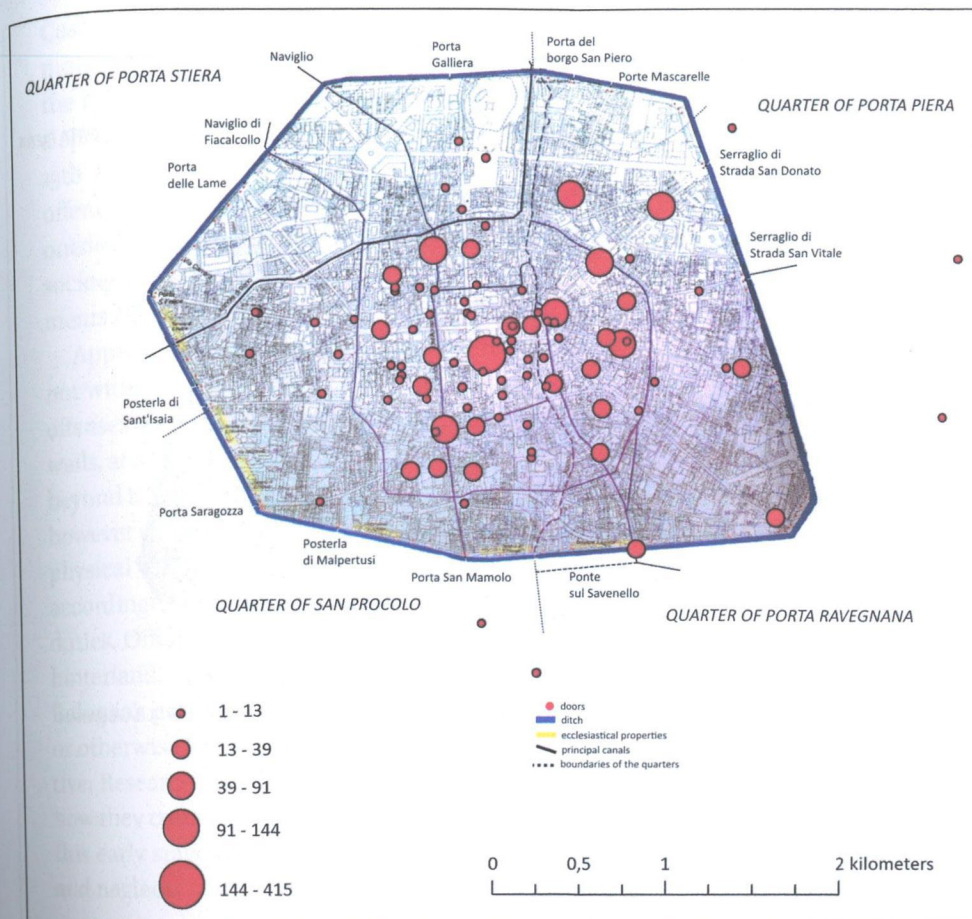 QUARTER OF PORTA STIERA
Naviglio
Porta
Galliera
Porta del
borgo San Piero
Porte Mascarelle
QUARTER OF PORTA PIERA
Naviglio di
Fiacalcollo
Porta
delle Lame
Serraglio di
Strada San Donato
Serraglio di
Strada San Vitale
Posterla di
Sant'Isaia
Porta Saragozza
Posterla
di Malpertusi
Porta San Mamolo
Ponte
sul Savenello
QUARTER OF SAN PROCOLO
QUARTER OF PORTA RAVEGNANA
1 - 13
13 - 39
39 - 91
91 - 144
144 - 415
doors
ditch
ecclesiastical properties
principal canals
boundaries of the quarters
0 0,5 1 2 kilometers